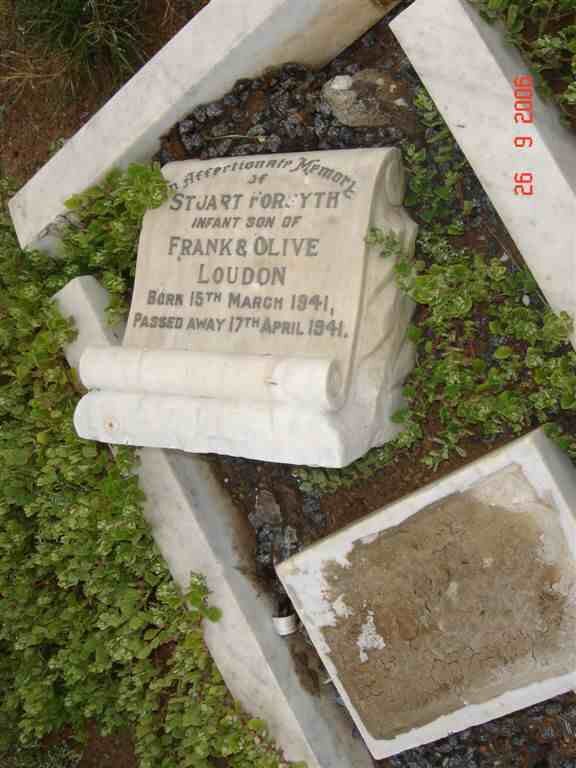 In Affectionate Memory
of
STUART FORSYTH
INFANT SON OF
FRANK & OLIVE
LOUDON
BORN 15TH MARCH 1941,
PASSED AWAY 17TH APRIL 1941.
26 9 2006